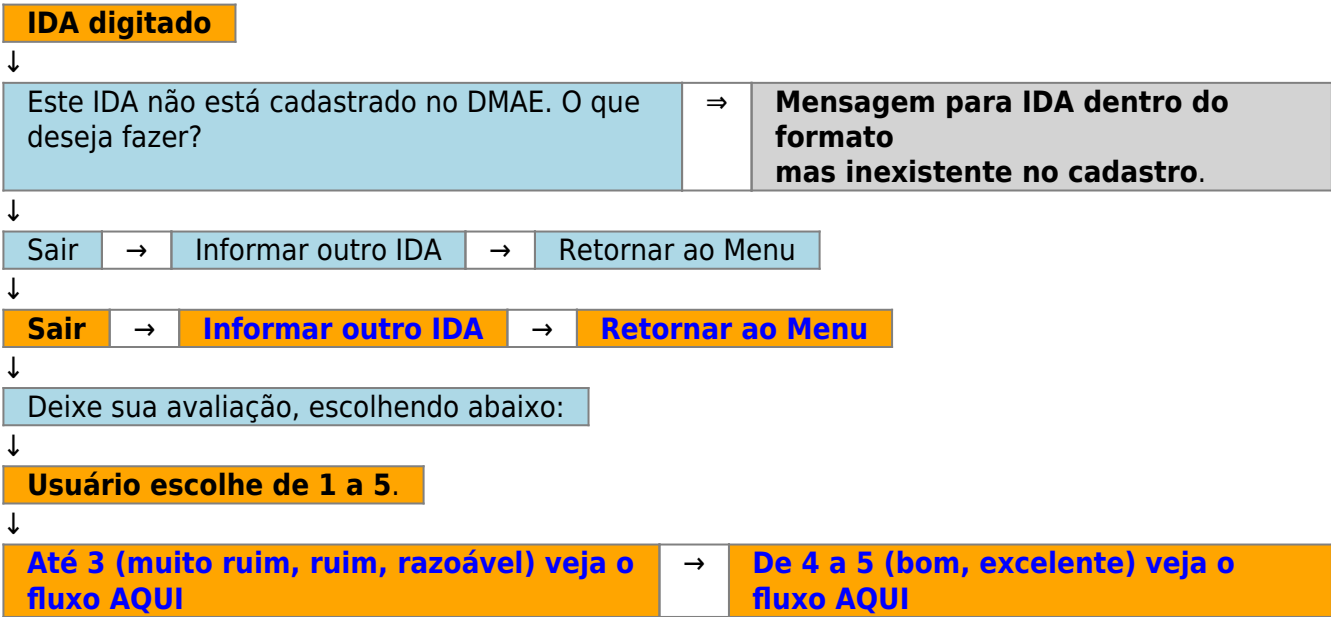 IDA digitado
↓
Este IDA não está cadastrado no DMAE. O que
deseja fazer?
⇒
Mensagem para IDA dentro do
formato
mas inexistente no cadastro.
↓
Sair → Informar outro IDA → Retornar ao Menu
↓
Sair → Informar outro IDA → Retornar ao Menu
↓
Deixe sua avaliação, escolhendo abaixo:
↓
Usuário escolhe de 1 a 5.
↓
Até 3 (muito ruim, ruim, razoável) veja o
fluxo AQUI
→
De 4 a 5 (bom, excelente) veja o
fluxo AQUI